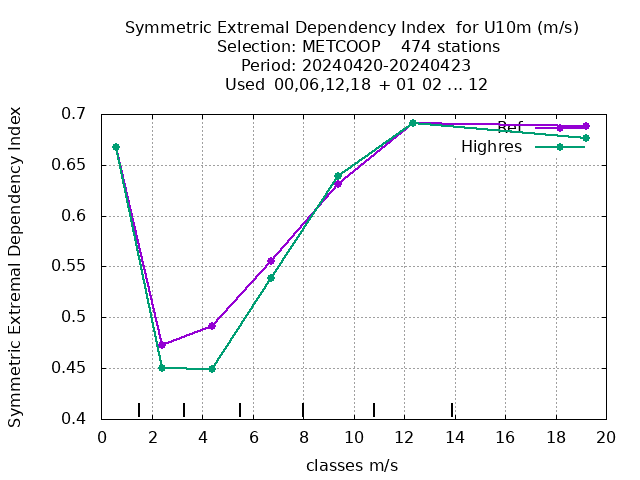 Symmetric Extremal Dependency Index for U10m (m/s)
Selection: METCOOP 474 stations
Period: 20240420-20240423
Used 00,06,12,18 + 01 02 ... 12
Symmetric Extremal Dependency Index
0.7
0.65
0.6
0.55
0.5
0.45
0.4
Ref
Highres
0 2 4 6 8 10 12 14 16 18 20
classes m/s